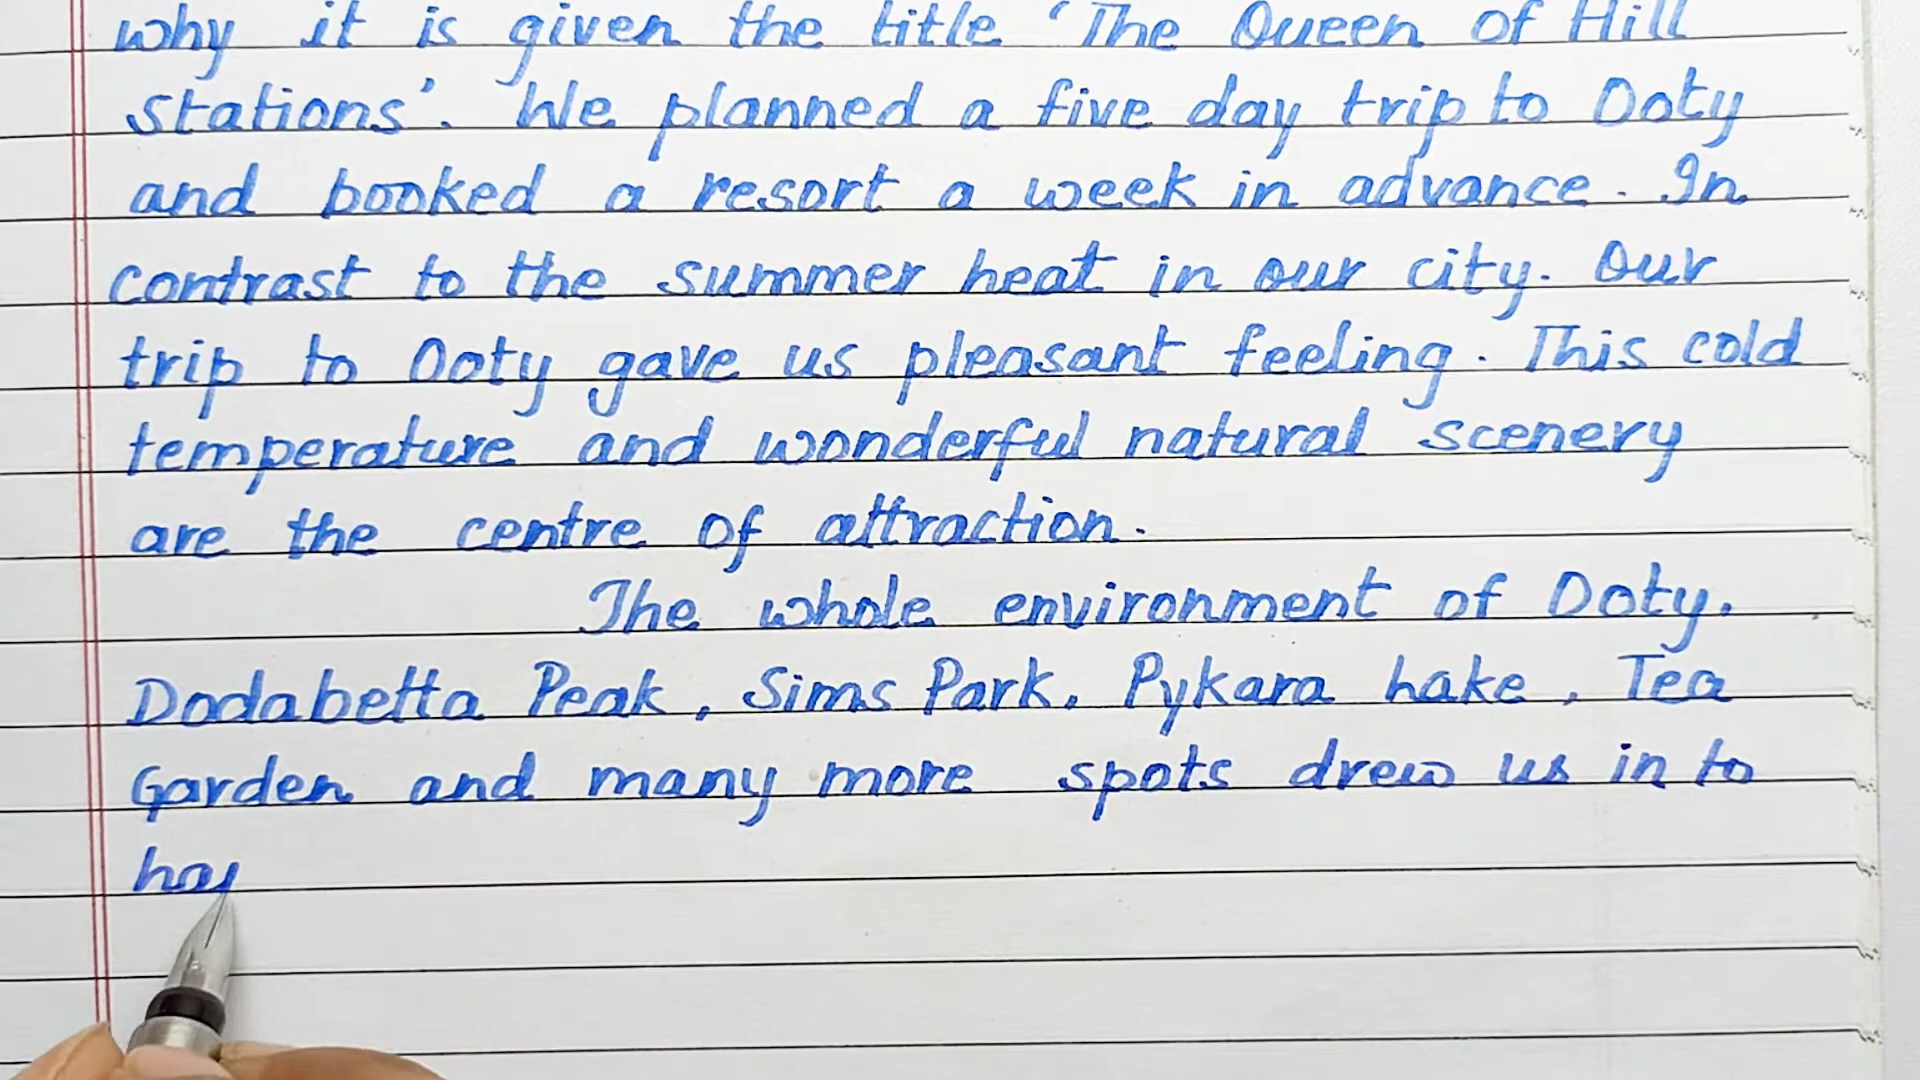 why it is given the title 'The Queen of Hill
stations'. We planned a five day trip to Ooty
and booked a resort a week in advance. In
contrast to the summer heat in our city. Our
trip to Ooty gave us pleasant feeling. This cold
temperature and wonderful natural scenery
are the centre of attraction.
The whole environment of Ooty.
Dodabetta Peak, Sims Park, Pykara hake, Tea
Garden and many more spots drew us in to